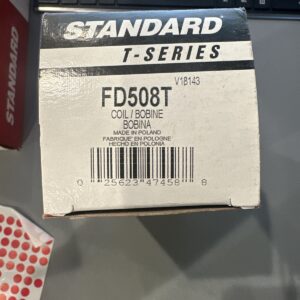 STANDARD®
T-SERIES
V18143
FD508T
COIL / BOBINE
BOBINA
MADE IN POLAND
FABRIQUÉ EN POLOGNE
HECHO EN POLONIA
0 25623 47458 8